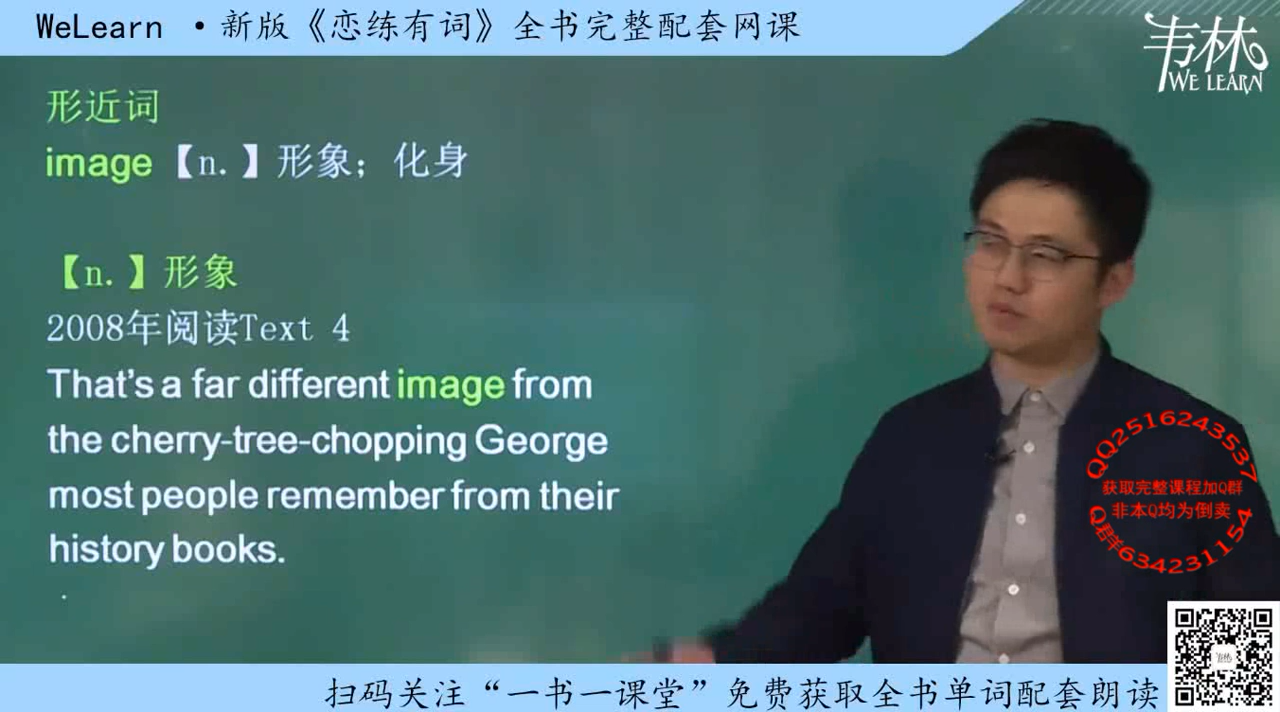 WeLearn ·新版《恋练有词》全书完整配套网课
韦林
WE LEARN
形近词
image【n.】形象；化身
【n.】形象
2008年阅读Text 4
That's a far different image from
the cherry-tree-chopping George
most people remember from their
history books.
QQ2516243537
获取完整课程加Q群
非本Q均为倒卖
Q群634231154
扫码关注“一书一课堂”免费获取全书单词配套朗读